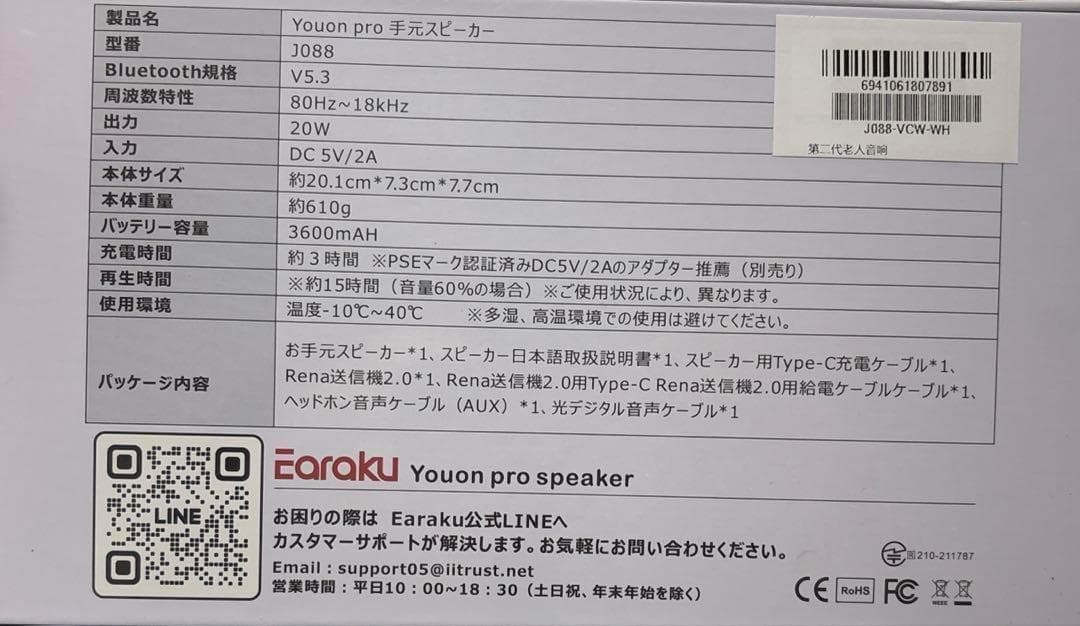 製品名 Youon pro 手元スピーカー
型番 J088
Bluetooth規格 V5.3
周波数特性 80Hz~18kHz
出力 20W
入力 DC 5V/2A
本体サイズ 約20.1cm*7.3cm*7.7cm
本体重量 約610g
バッテリー容量 3600mAH
充電時間 約3時間 ※PSEマーク認証済みDC5V/2Aのアダプター推薦（別売り）
再生時間 ※約15時間（音量60%の場合）※ご使用状況により、異なります。
使用環境 温度-10℃~40℃ ※多湿、高温環境での使用は避けてください。
パッケージ内容
お手元スピーカー*1、スピーカー日本語取扱説明書*1、スピーカー用Type-C充電ケーブル*1、
Rena送信機2.0*1、Rena送信機2.0用Type-C Rena送信機2.0用給電ケーブルケーブル*1、
ヘッドホン音声ケーブル（AUX）*1、光デジタル音声ケーブル*1
6941061807891
J088-VCW-WH
第二代老人音响
LINE
Earaku Youon pro speaker
お困りの際は Earaku公式LINEへ
カスタマーサポートが解決します。お気軽にお問い合わせください。
Email : support05@iitrust.net
営業時間：平日10：00~18：30（土日祝、年末年始を除く）
210-211787
CE RoHS FC WEEE